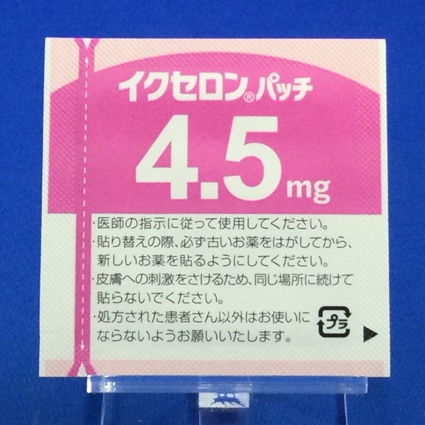 イクセロン®パッチ
4.5mg
・医師の指示に従って使用してください。
・貼り替えの際、必ず古いお薬をはがしてから、
新しいお薬を貼るようにしてください。
・皮膚への刺激をさけるため、同じ場所に続けて
貼らないでください。
・処方された患者さん以外はお使いに
ならないようお願いいたします。
プラ